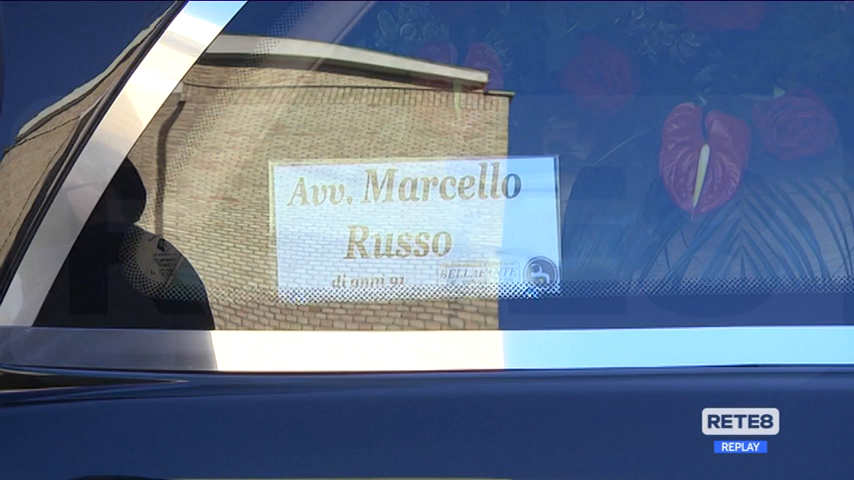 Avv. Marcello
Russo
di anni 91
BELLAFANTE
RETE8
REPLAY